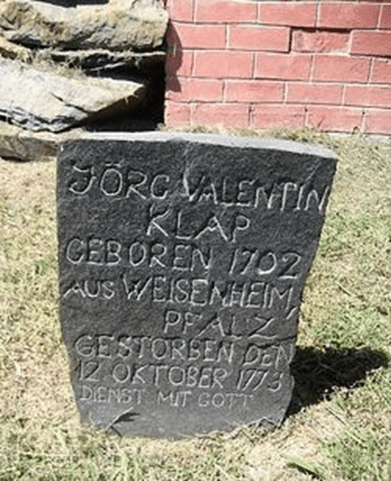 JÖRG VALENTIN
KLAP
GEBOREN 1702
AUS WEISENHEIM,
PFALZ
GESTORBEN DEN
12 OKTOBER 1773
DIENST MIT GOTT